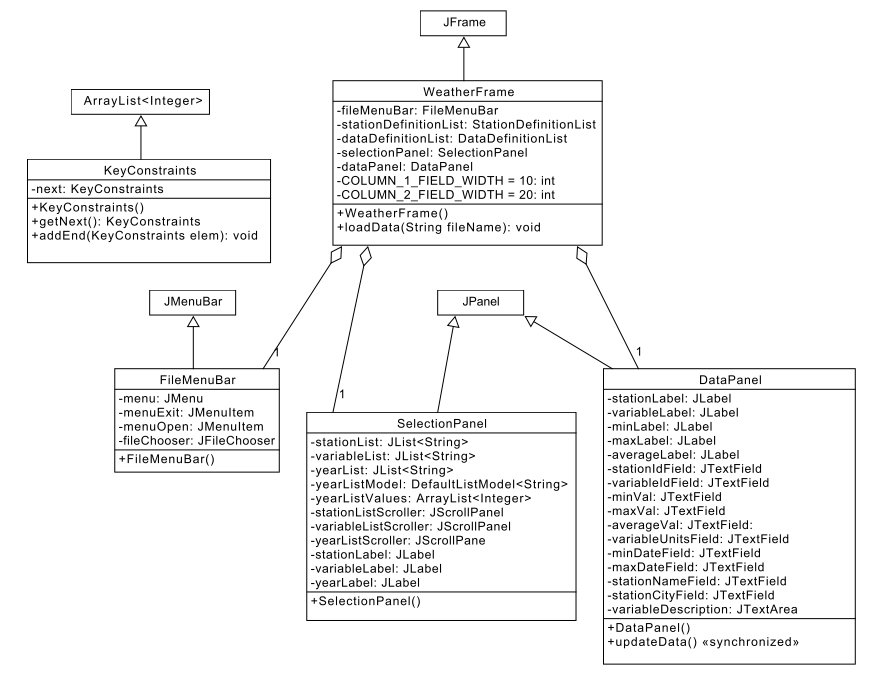 JFrame
WeatherFrame
-fileMenuBar: FileMenuBar
-stationDefinitionList: StationDefinitionList
-dataDefinitionList: DataDefinitionList
-selectionPanel: SelectionPanel
-dataPanel: DataPanel
-COLUMN_1_FIELD_WIDTH = 10: int
-COLUMN_2_FIELD_WIDTH = 20: int
+WeatherFrame()
+loadData(String fileName): void
ArrayList<Integer>
KeyConstraints
-next: KeyConstraints
+KeyConstraints()
+getNext(): KeyConstraints
+addEnd(KeyConstraints elem): void
JMenuBar
JPanel
1
1
1
FileMenuBar
-menu: JMenu
-menuExit: JMenuItem
-menuOpen: JMenuItem
-fileChooser: JFileChooser
+FileMenuBar()
SelectionPanel
-stationList: JList<String>
-variableList: JList<String>
-yearList: JList<String>
-yearListModel: DefaultListModel<String>
-yearListValues: ArrayList<Integer>
-stationListScroller: JScrollPanel
-variableListScroller: JScrollPanel
-yearListScroller: JScrollPane
-stationLabel: JLabel
-variableLabel: JLabel
-yearLabel: JLabel
+SelectionPanel()
DataPanel
-stationLabel: JLabel
-variableLabel: JLabel
-minLabel: JLabel
-maxLabel: JLabel
-averageLabel: JLabel
-stationIdField: JTextField
-variableIdField: JTextField
-minVal: JTextField
-maxVal: JTextField
-averageVal: JTextField:
-variableUnitsField: JTextField
-minDateField: JTextField
-maxDateField: JTextField
-stationNameField: JTextField
-stationCityField: JTextField
-variableDescription: JTextArea
+DataPanel()
+updateData() «synchronized»